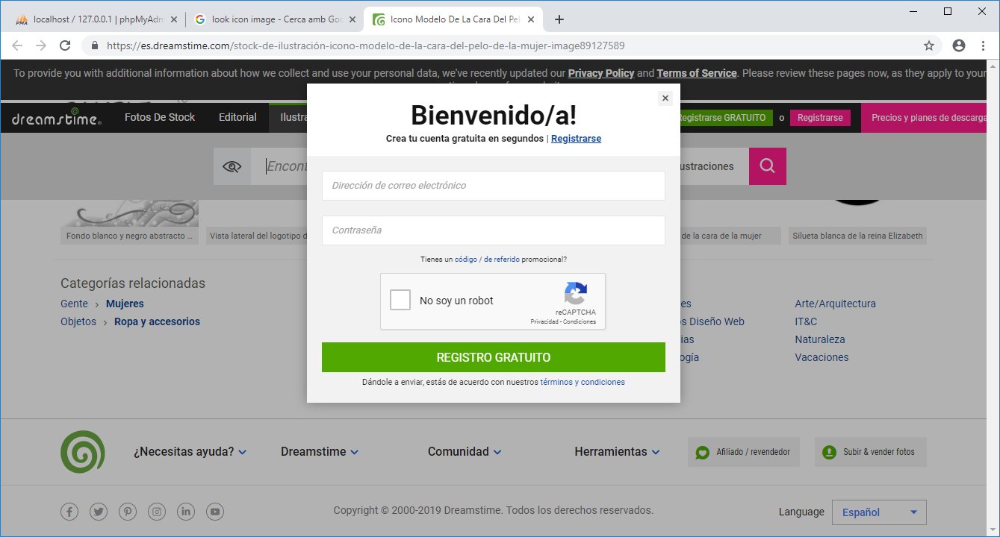 localhost / 127.0.0.1 | phpMyAdm
look icon image - Cerca amb Goo
Icono Modelo De La Cara Del Pel
https://es.dreamstime.com/stock-de-ilustración-icono-modelo-de-la-cara-del-pelo-de-la-mujer-image89127589
To provide you with additional information about how we collect and use your personal data, we've recently updated our Privacy Policy and Terms of Service. Please review these pages now, as they apply to your
dreamstime.
Fotos De Stock
Editorial
Ilustra
Registrarse GRATUITO
o
Registrarse
Precios y planes de descarga
Bienvenido/a!
Crea tu cuenta gratuita en segundos | Registrarse
Encont
ustraciones
Dirección de correo electrónico
Contraseña
Tienes un código / de referido promocional?
No soy un robot
reCAPTCHA
Privacidad - Condiciones
REGISTRO GRATUITO
Dándole a enviar, estás de acuerdo con nuestros términos y condiciones
Fondo blanco y negro abstracto ...
Vista lateral del logotipo d
de la cara de la mujer
Silueta blanca de la reina Elizabeth
Categorías relacionadas
Gente > Mujeres
Objetos > Ropa y accesorios
es
os Diseño Web
ias
ogía
Arte/Arquitectura
IT&C
Naturaleza
Vacaciones
¿Necesitas ayuda?
Dreamstime
Comunidad
Herramientas
Afiliado / revendedor
Subir & vender fotos
Copyright © 2000-2019 Dreamstime. Todos los derechos reservados.
Language
Español